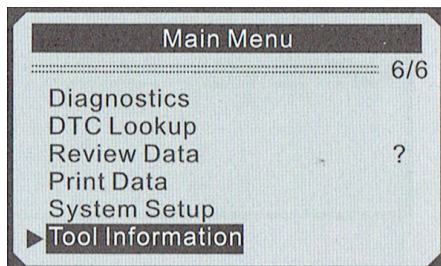 Main Menu
6/6
Diagnostics
DTC Lookup
Review Data ?
Print Data
System Setup
Tool Information